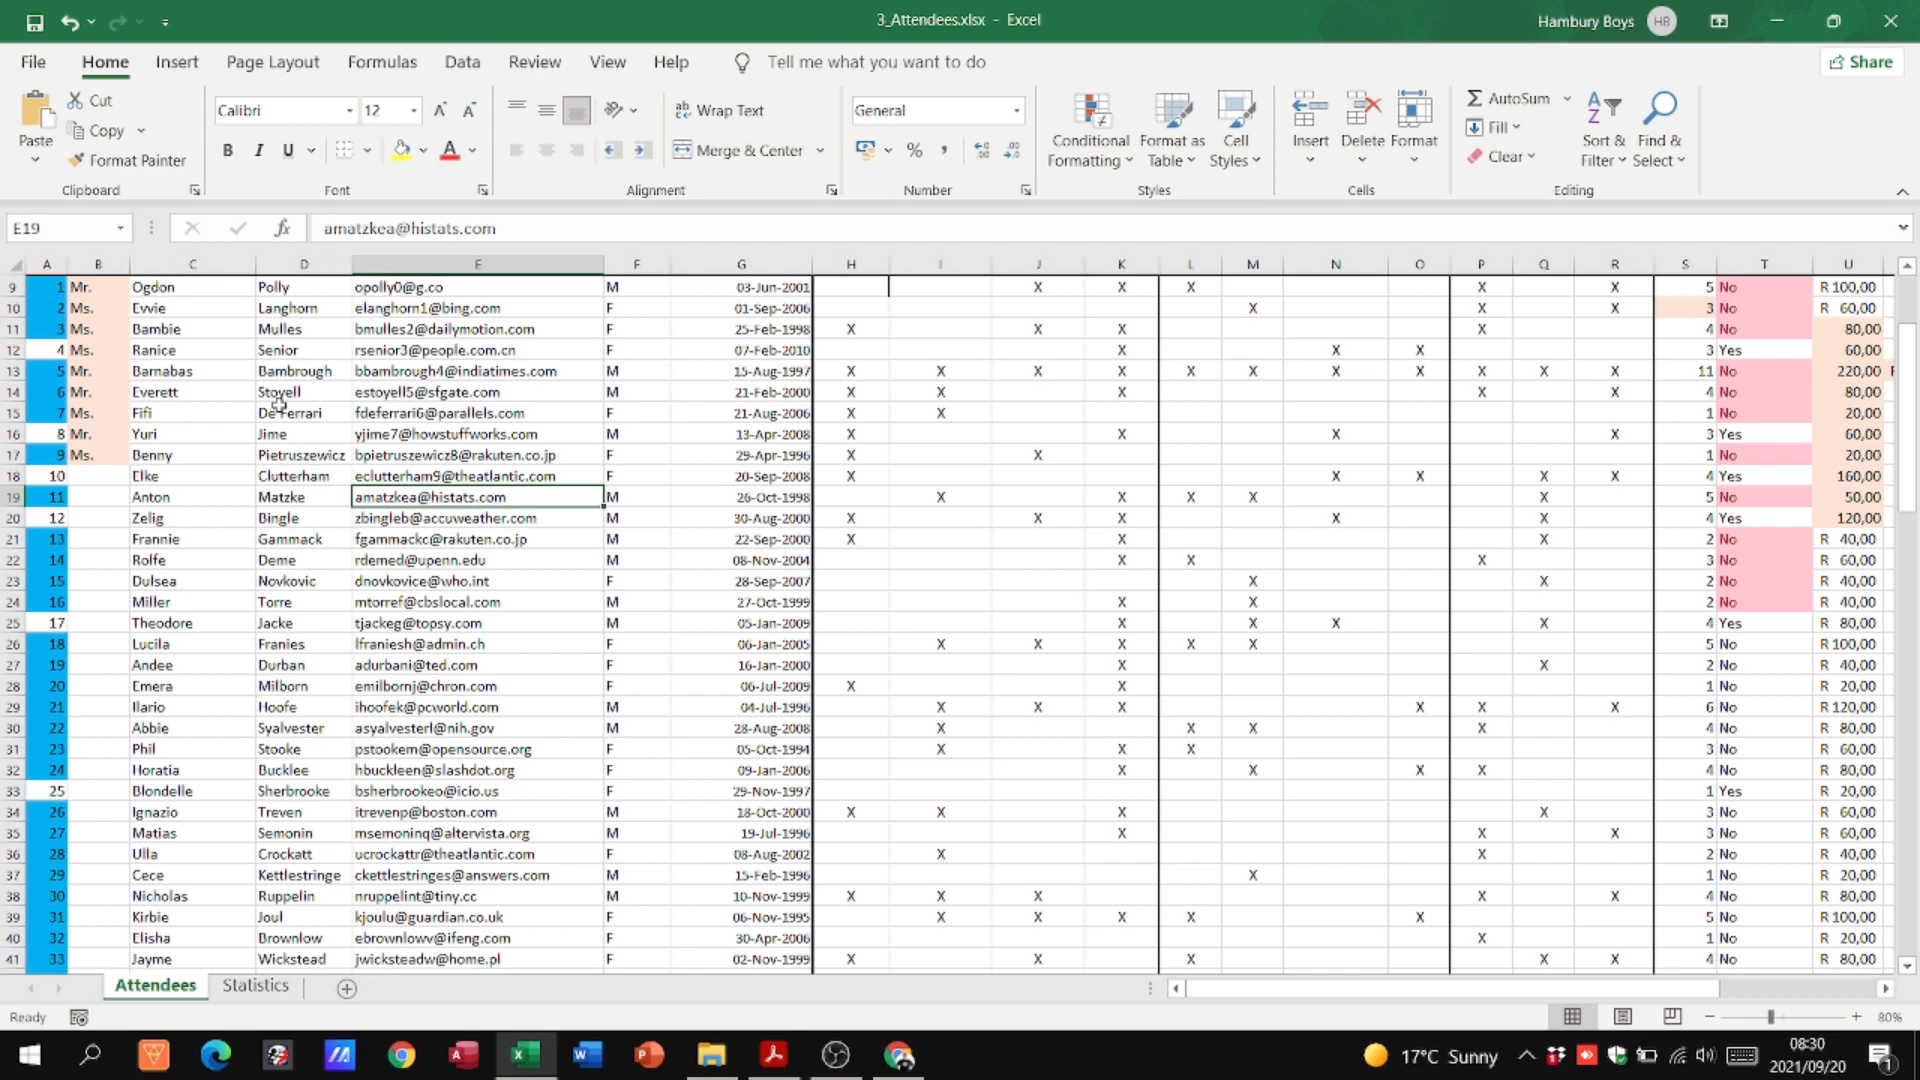 3_Attendees.xlsx - Excel
Hambury Boys HB
File Home Insert Page Layout Formulas Data Review View Help Tell me what you want to do Share
Paste Cut Copy Format Painter Clipboard
Calibri 12 B I U Font
Wrap Text Merge & Center Alignment
General Number
Conditional Formatting Format as Table Cell Styles Styles
Insert Delete Format Cells
AutoSum Fill Clear Sort & Filter Find & Select Editing
E19 fx amatzkea@histats.com
A B C D E F G H I J K L M N O P Q R S T U
9 1 Mr. Ogdon Polly opolly0@g.co M 03-Jun-2001 X X X X X 5 No R 100,00
10 2 Ms. Evvie Langhorn elanghorn1@bing.com F 01-Sep-2006 X X X 3 No R 60,00
11 3 Ms. Bambie Mulles bmulles2@dailymotion.com F 25-Feb-1998 X X X X 4 No 80,00
12 4 Ms. Ranice Senior rsenior3@people.com.cn F 07-Feb-2010 X X X 3 Yes 60,00
13 5 Mr. Barnabas Bambrough bbambrough4@indiatimes.com M 15-Aug-1997 X X X X X X X X X X X 11 No 220,00
14 6 Mr. Everett Stoyell estoyell5@sfgate.com M 21-Feb-2000 X X X X X 4 No 80,00
15 7 Ms. Fifi De Ferrari fdeferrari6@parallels.com F 21-Aug-2006 X X 1 No 20,00
16 8 Mr. Yuri Jime yjime7@howstuffworks.com M 13-Apr-2008 X X X X 3 Yes 60,00
17 9 Ms. Benny Pietruszewicz bpietruszewicz8@rakuten.co.jp F 29-Apr-1996 X X 1 No 20,00
18 10 Elke Clutterham eclutterham9@theatlantic.com F 20-Sep-2008 X X X X X 4 Yes 160,00
19 11 Anton Matzke amatzkea@histats.com M 26-Oct-1998 X X X X X 5 No 50,00
20 12 Zelig Bingle zbingleb@accuweather.com M 30-Aug-2000 X X X X X 4 Yes 120,00
21 13 Frannie Gammack fgammackc@rakuten.co.jp M 22-Sep-2000 X X X 2 No R 40,00
22 14 Rolfe Deme rdemed@upenn.edu M 08-Nov-2004 X X X 3 No R 60,00
23 15 Dulsea Novkovic dnovkovice@who.int F 28-Sep-2007 X X 2 No R 40,00
24 16 Miller Torre mtorref@cbslocal.com M 27-Oct-1999 X X 2 No R 40,00
25 17 Theodore Jacke tjackeg@topsy.com M 05-Jan-2009 X X X X 4 Yes R 80,00
26 18 Lucila Franies lfraniesh@admin.ch F 06-Jan-2005 X X X X X 5 No R 100,00
27 19 Andee Durban adurbani@ted.com F 16-Jan-2000 X X 2 No R 40,00
28 20 Emera Milborn emilbornj@chron.com F 06-Jul-2009 X X 1 No R 20,00
29 21 Ilario Hoofe ihoofek@pcworld.com M 04-Jul-1996 X X X X X X 6 No R 120,00
30 22 Abbie Syalvester asyalvesterl@nih.gov M 28-Aug-2008 X X X X 4 No R 80,00
31 23 Phil Stooke pstookem@opensource.org F 05-Oct-1994 X X X 3 No R 60,00
32 24 Horatia Bucklee hbuckleen@slashdot.org F 09-Jan-2006 X X X X 4 No R 80,00
33 25 Blondelle Sherbrooke bsherbrookeo@icio.us F 29-Nov-1997 1 Yes R 20,00
34 26 Ignazio Treven itrevenp@boston.com M 18-Oct-2000 X X X X 3 No R 60,00
35 27 Matias Semonin msemoninq@altervista.org M 19-Jul-1996 X X X 3 No R 60,00
36 28 Ulla Crockatt ucrockattr@theatlantic.com F 08-Aug-2002 X X 2 No R 40,00
37 29 Cece Kettlestringe ckettlestringes@answers.com M 15-Feb-1996 X 1 No R 20,00
38 30 Nicholas Ruppelin nruppelint@tiny.cc M 10-Nov-1999 X X X X X 4 No R 80,00
39 31 Kirbie Joul kjoulu@guardian.co.uk F 06-Nov-1995 X X X X X 5 No R 100,00
40 32 Elisha Brownlow ebrownlowv@ifeng.com F 30-Apr-2006 X 1 No R 20,00
41 33 Jayme Wickstead jwicksteadw@home.pl F 02-Nov-1999 X X X X X 4 No R 80,00
Attendees Statistics
Ready 80%
17°C Sunny 08:30
2021/09/20